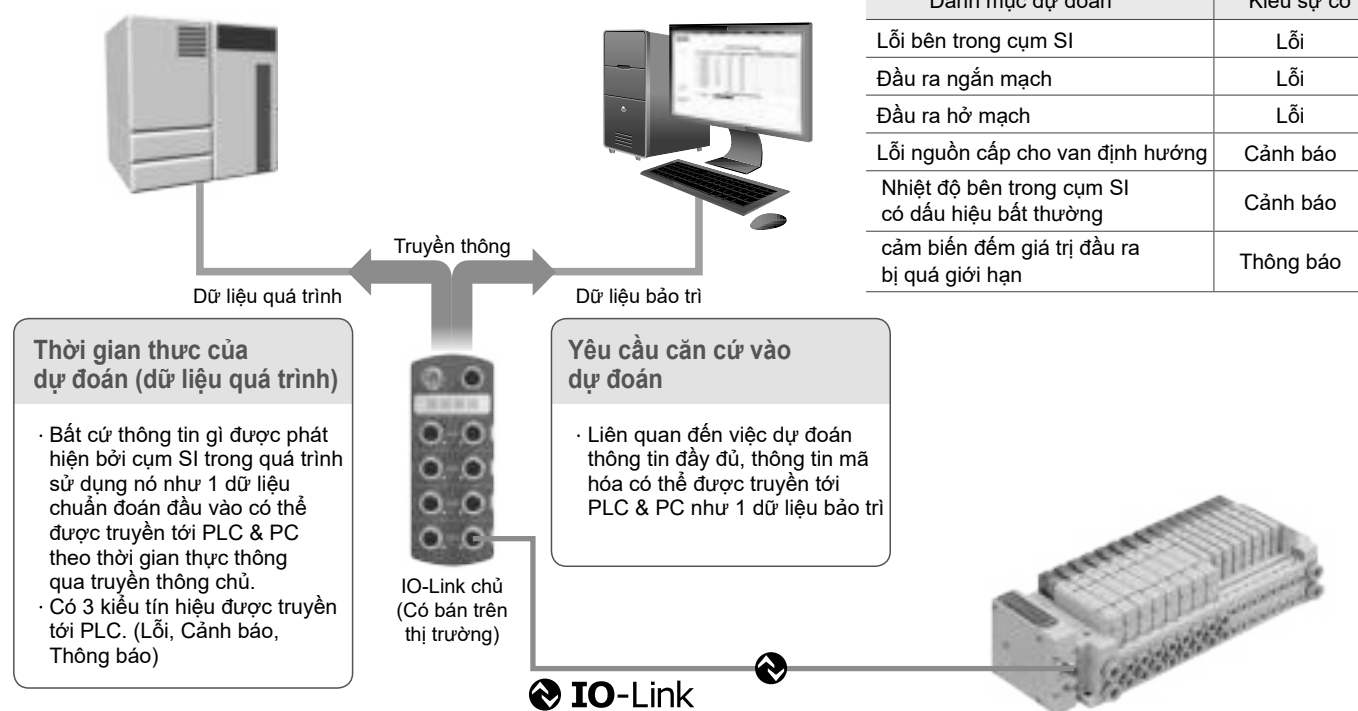 Danh mục dự đoán
Kiểu sự cố
Lỗi bên trong cụm SI
Lỗi
Đầu ra ngắn mạch
Lỗi
Đầu ra hở mạch
Lỗi
Lỗi nguồn cấp cho van định hướng
Cảnh báo
Nhiệt độ bên trong cụm SI
có dấu hiệu bất thường
Cảnh báo
cảm biến đếm giá trị đầu ra
bị quá giới hạn
Thông báo
Truyền thông
Dữ liệu quá trình
Dữ liệu bảo trì
Thời gian thưc của
dự đoán (dữ liệu quá trình)
· Bất cứ thông tin gì được phát
hiện bởi cụm SI trong quá trình
sử dụng nó như 1 dữ liệu
chuẩn đoán đầu vào có thể
được truyền tới PLC & PC
theo thời gian thực thông
qua truyền thông chủ.
· Có 3 kiểu tín hiệu được truyền
tới PLC. (Lỗi, Cảnh báo,
Thông báo)
Yêu cầu căn cứ vào
dự đoán
· Liên quan đến việc dự đoán
thông tin đầy đủ, thông tin mã
hóa có thể được truyền tới
PLC & PC như 1 dữ liệu bảo trì
IO-Link chủ
(Có bán trên
thị trường)
IO-Link